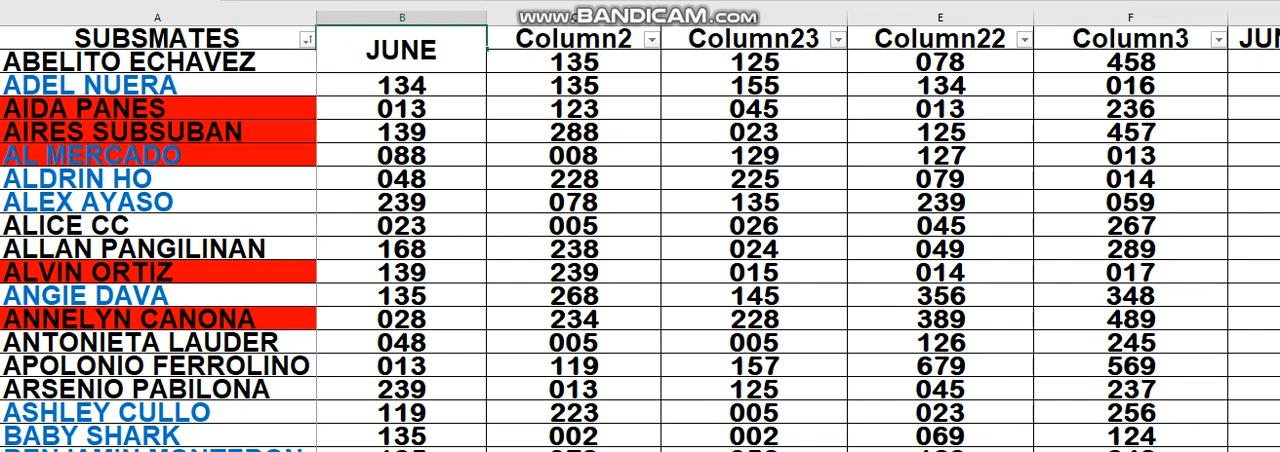 www.BANDICAM.com
A B E F
SUBSMATES JUNE Column2 Column23 Column22 Column3 JUN
ABELITO ECHAVEZ 135 125 078 458
ADEL NUERA 134 135 155 134 016
AIDA PANES 013 123 045 013 236
AIRES SUBSUBAN 139 288 023 125 457
AL MERCADO 088 008 129 127 013
ALDRIN HO 048 228 225 079 014
ALEX AYASO 239 078 135 239 059
ALICE CC 023 005 026 045 267
ALLAN PANGILINAN 168 238 024 049 289
ALVIN ORTIZ 139 239 015 014 017
ANGIE DAVA 135 268 145 356 348
ANNELYN CANONA 028 234 228 389 489
ANTONIETA LAUDER 048 005 005 126 245
APOLONIO FERROLINO 013 119 157 679 569
ARSENIO PABILONA 239 013 125 045 237
ASHLEY CULLO 119 223 005 023 256
BABY SHARK 135 002 002 069 124